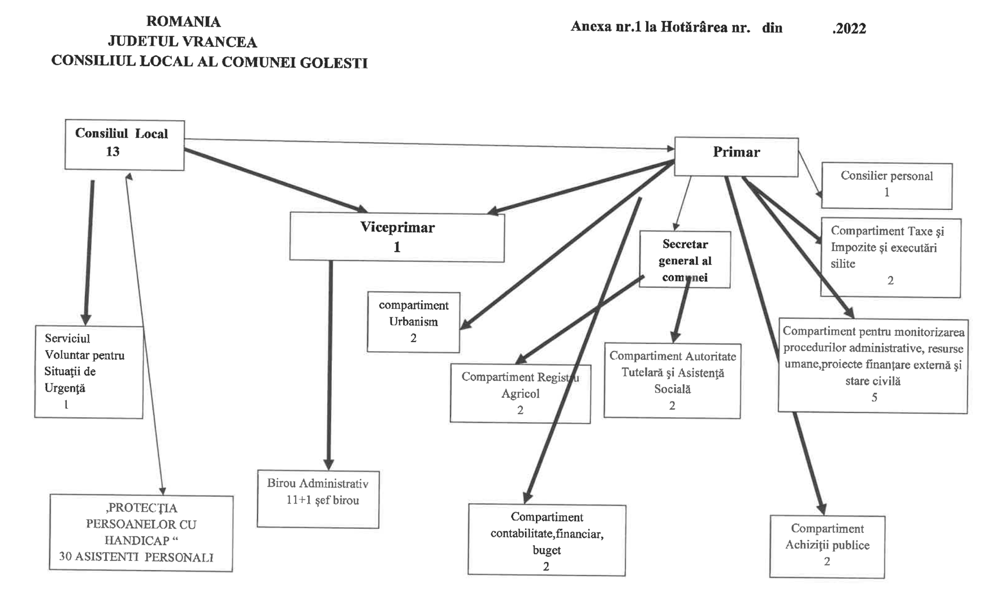 ROMANIA
JUDETUL VRANCEA
CONSILIUL LOCAL AL COMUNEI GOLESTI
Anexa nr.1 la Hotărârea nr. din .2022
Consiliul Local
13
Primar
Consilier personal
1
Viceprimar
1
Secretar
general al
comunei
Compartiment Taxe şi
Impozite şi executări
silite
2
compartiment
Urbanism
2
Serviciul
Voluntar pentru
Situaţii de
Urgenţă
1
Compartiment Registru
Agricol
2
Compartiment Autoritate
Tutelară şi Asistenţă
Socială
2
Compartiment pentru monitorizarea
procedurilor administrative, resurse
umane,proiecte finanţare externă şi
stare civilă
5
Birou Administrativ
11+1 şef birou
,PROTECŢIA
PERSOANELOR CU
HANDICAP “
30 ASISTENTI PERSONALI
Compartiment
contabilitate,financiar,
buget
2
Compartiment
Achiziţii publice
2